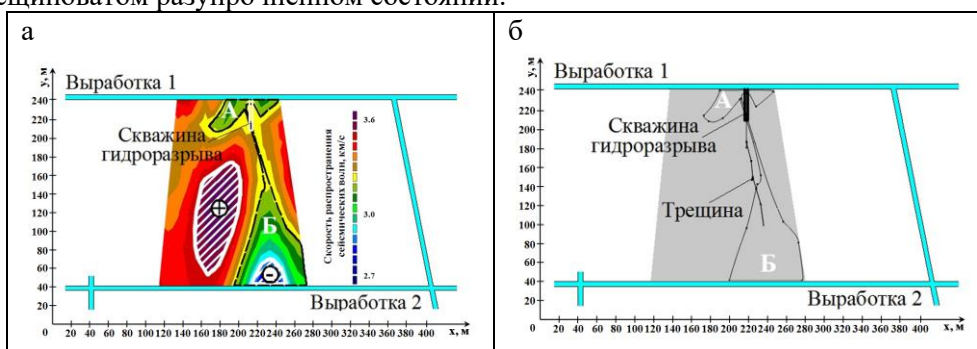 щиноватом разупрочненном состоянии.
а
y, м
Выработка 1
240
220
200
180
160
140
120
100
80
60
40
20
0
А
Скважина
гидроразрыва
Б
Скорость распространения
сейсмических волн, км/с
3.6
3.0
2.7
Выработка 2
20 40 60 80 100 120 140 160 180 200 220 240 260 280 300 320 340 360 380 400
x, м
б
y, м
Выработка 1
240
220
200
180
160
140
120
100
80
60
40
20
0
А
Скважина
гидроразрыва
Трещина
Б
Выработка 2
20 40 60 80 100 120 140 160 180 200 220 240 260 280 300 320 340 360 380 400
x, м